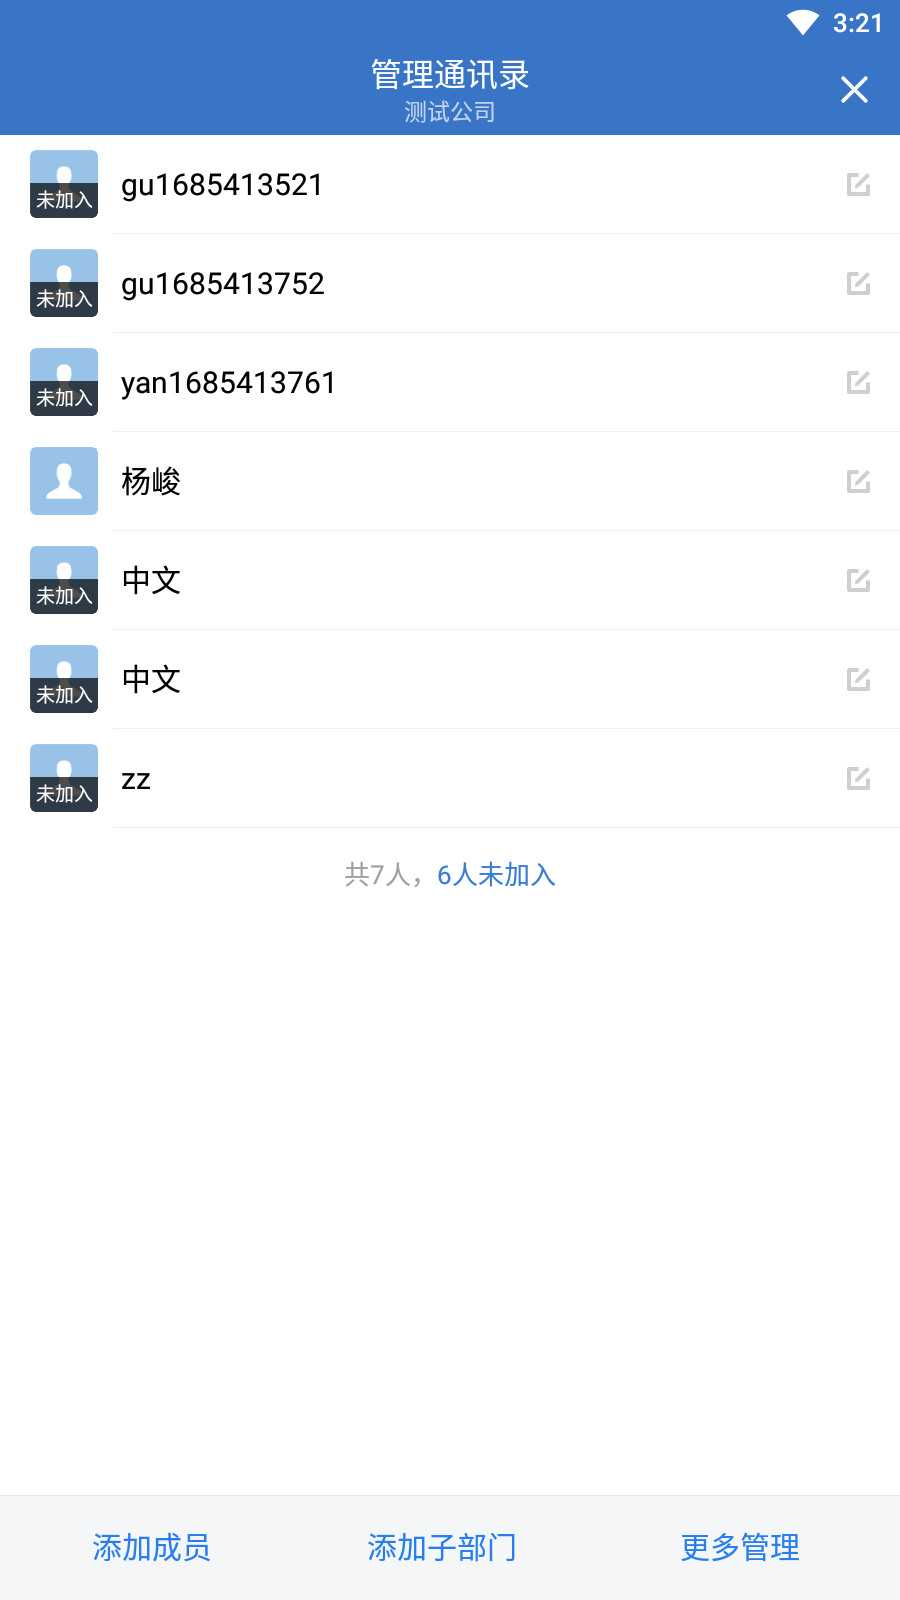 3:21
管理通讯录
测试公司
未加入
gu1685413521
未加入
gu1685413752
未加入
yan1685413761
杨峻
未加入
中文
未加入
中文
未加入
zz
共7人，6人未加入
添加成员 添加子部门 更多管理